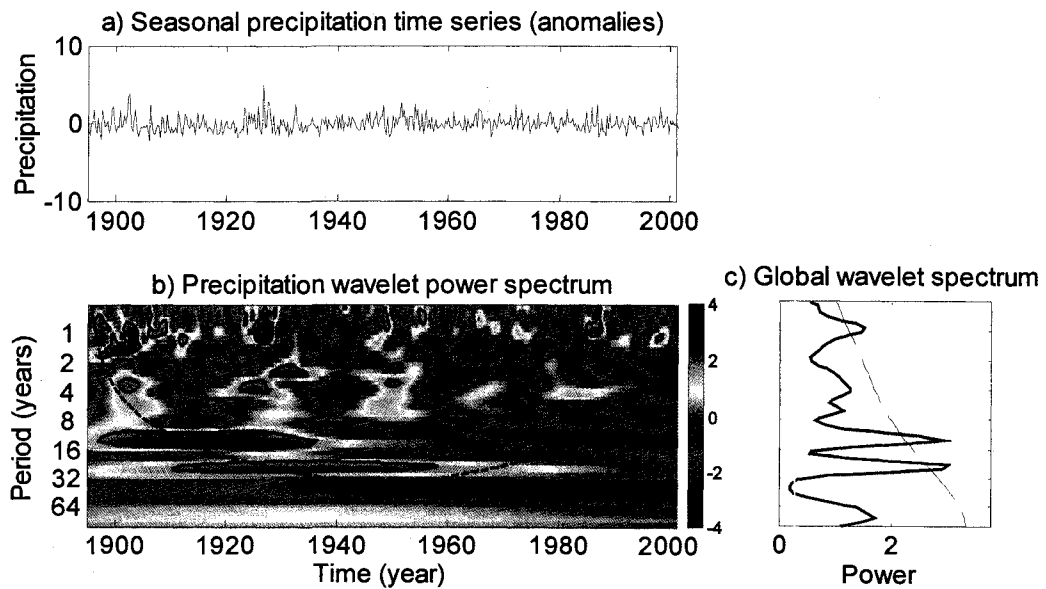 a) Seasonal precipitation time series (anomalies)
10
0
-10
Precipitation
1900 1920 1940 1960 1980 2000
b) Precipitation wavelet power spectrum
c) Global wavelet spectrum
Period (years)
1
2
4
8
16
32
64
4
2
0
-2
-4
1900 1920 1940 1960 1980 2000
Time (year)
0 2
Power